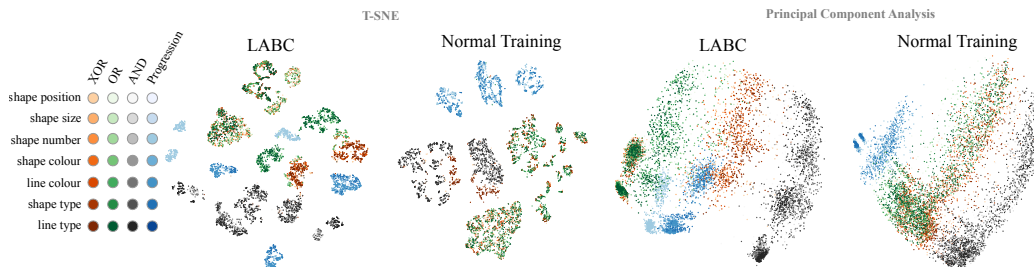 T-SNE
Principal Component Analysis
LABC
Normal Training
LABC
Normal Training
XOR
OR
AND
Progression
shape position
shape size
shape number
shape colour
line colour
shape type
line type